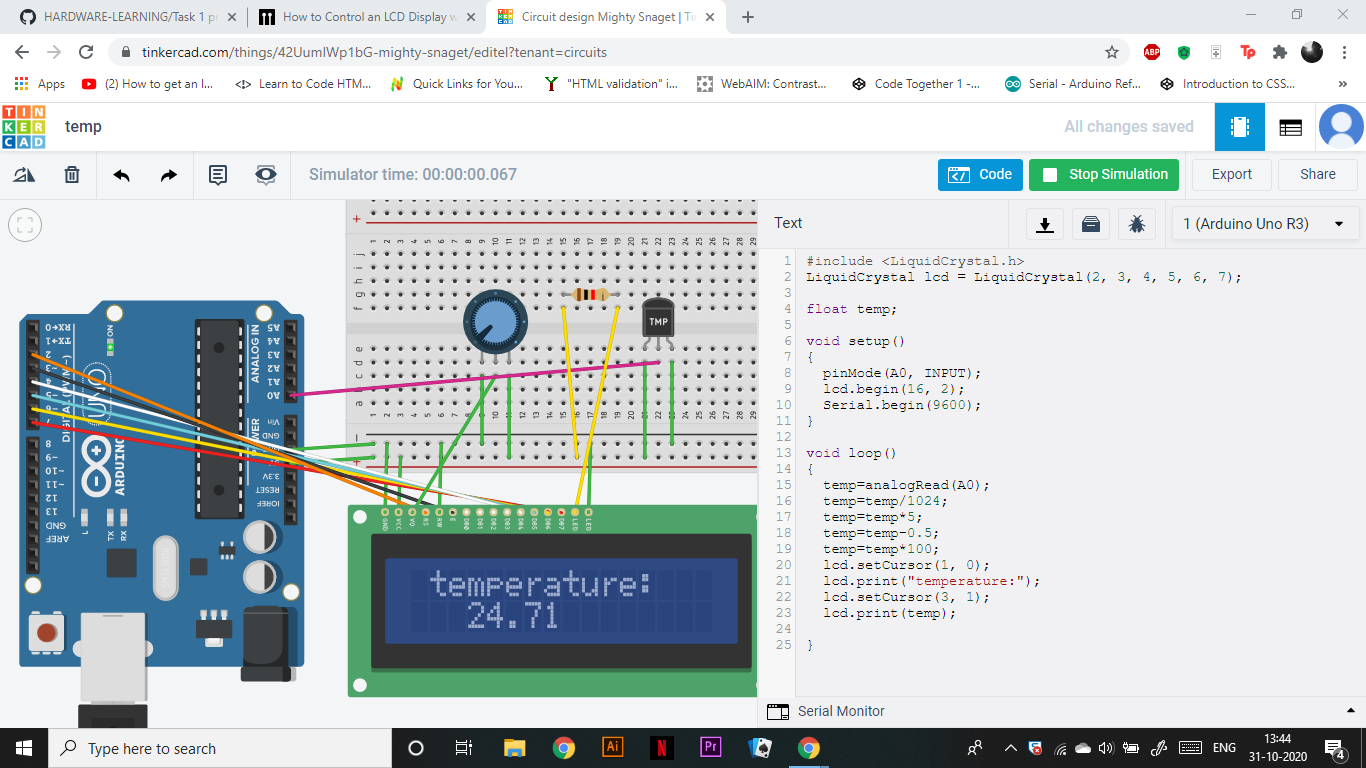 HARDWARE-LEARNING/Task 1 pr
How to Control an LCD Display w
Circuit design Mighty Snaget | Ti
tinkercad.com/things/42UumIWp1bG-mighty-snaget/editel?tenant=circuits
Apps
(2) How to get an I...
Learn to Code HTM...
Quick Links for You...
"HTML validation" i...
WebAIM: Contrast...
Code Together 1 -...
Serial - Arduino Ref...
Introduction to CSS...
TIN
KER
CAD
temp
All changes saved
Simulator time: 00:00:00.067
Code
Stop Simulation
Export
Share
Text
1 (Arduino Uno R3)
1 #include <LiquidCrystal.h>
2 LiquidCrystal lcd = LiquidCrystal(2, 3, 4, 5, 6, 7);
3
4 float temp;
5
6 void setup()
7 {
8 pinMode(A0, INPUT);
9 lcd.begin(16, 2);
10 Serial.begin(9600);
11 }
12
13 void loop()
14 {
15 temp=analogRead(A0);
16 temp=temp/1024;
17 temp=temp*5;
18 temp=temp-0.5;
19 temp=temp*100;
20 lcd.setCursor(1, 0);
21 lcd.print("temperature:");
22 lcd.setCursor(3, 1);
23 lcd.print(temp);
24
25 }
TMP
RX←0
TX→1
2
DIGITAL (PWM~)
8
~9
~10
~11
12
13
GND
AREF
ON
UNO
ARDUINO
L
TX
RX
ANALOG IN
A5
A4
A3
A2
A1
A0
Vin
GND
3.3V
RESET
IOREF
GND VCC VO RS RW E DB0 DB1 DB2 DB3 DB4 DB5 DB6 DB7 LED LED
temperature:
24.71
Serial Monitor
Type here to search
ENG
13:44
31-10-2020
4